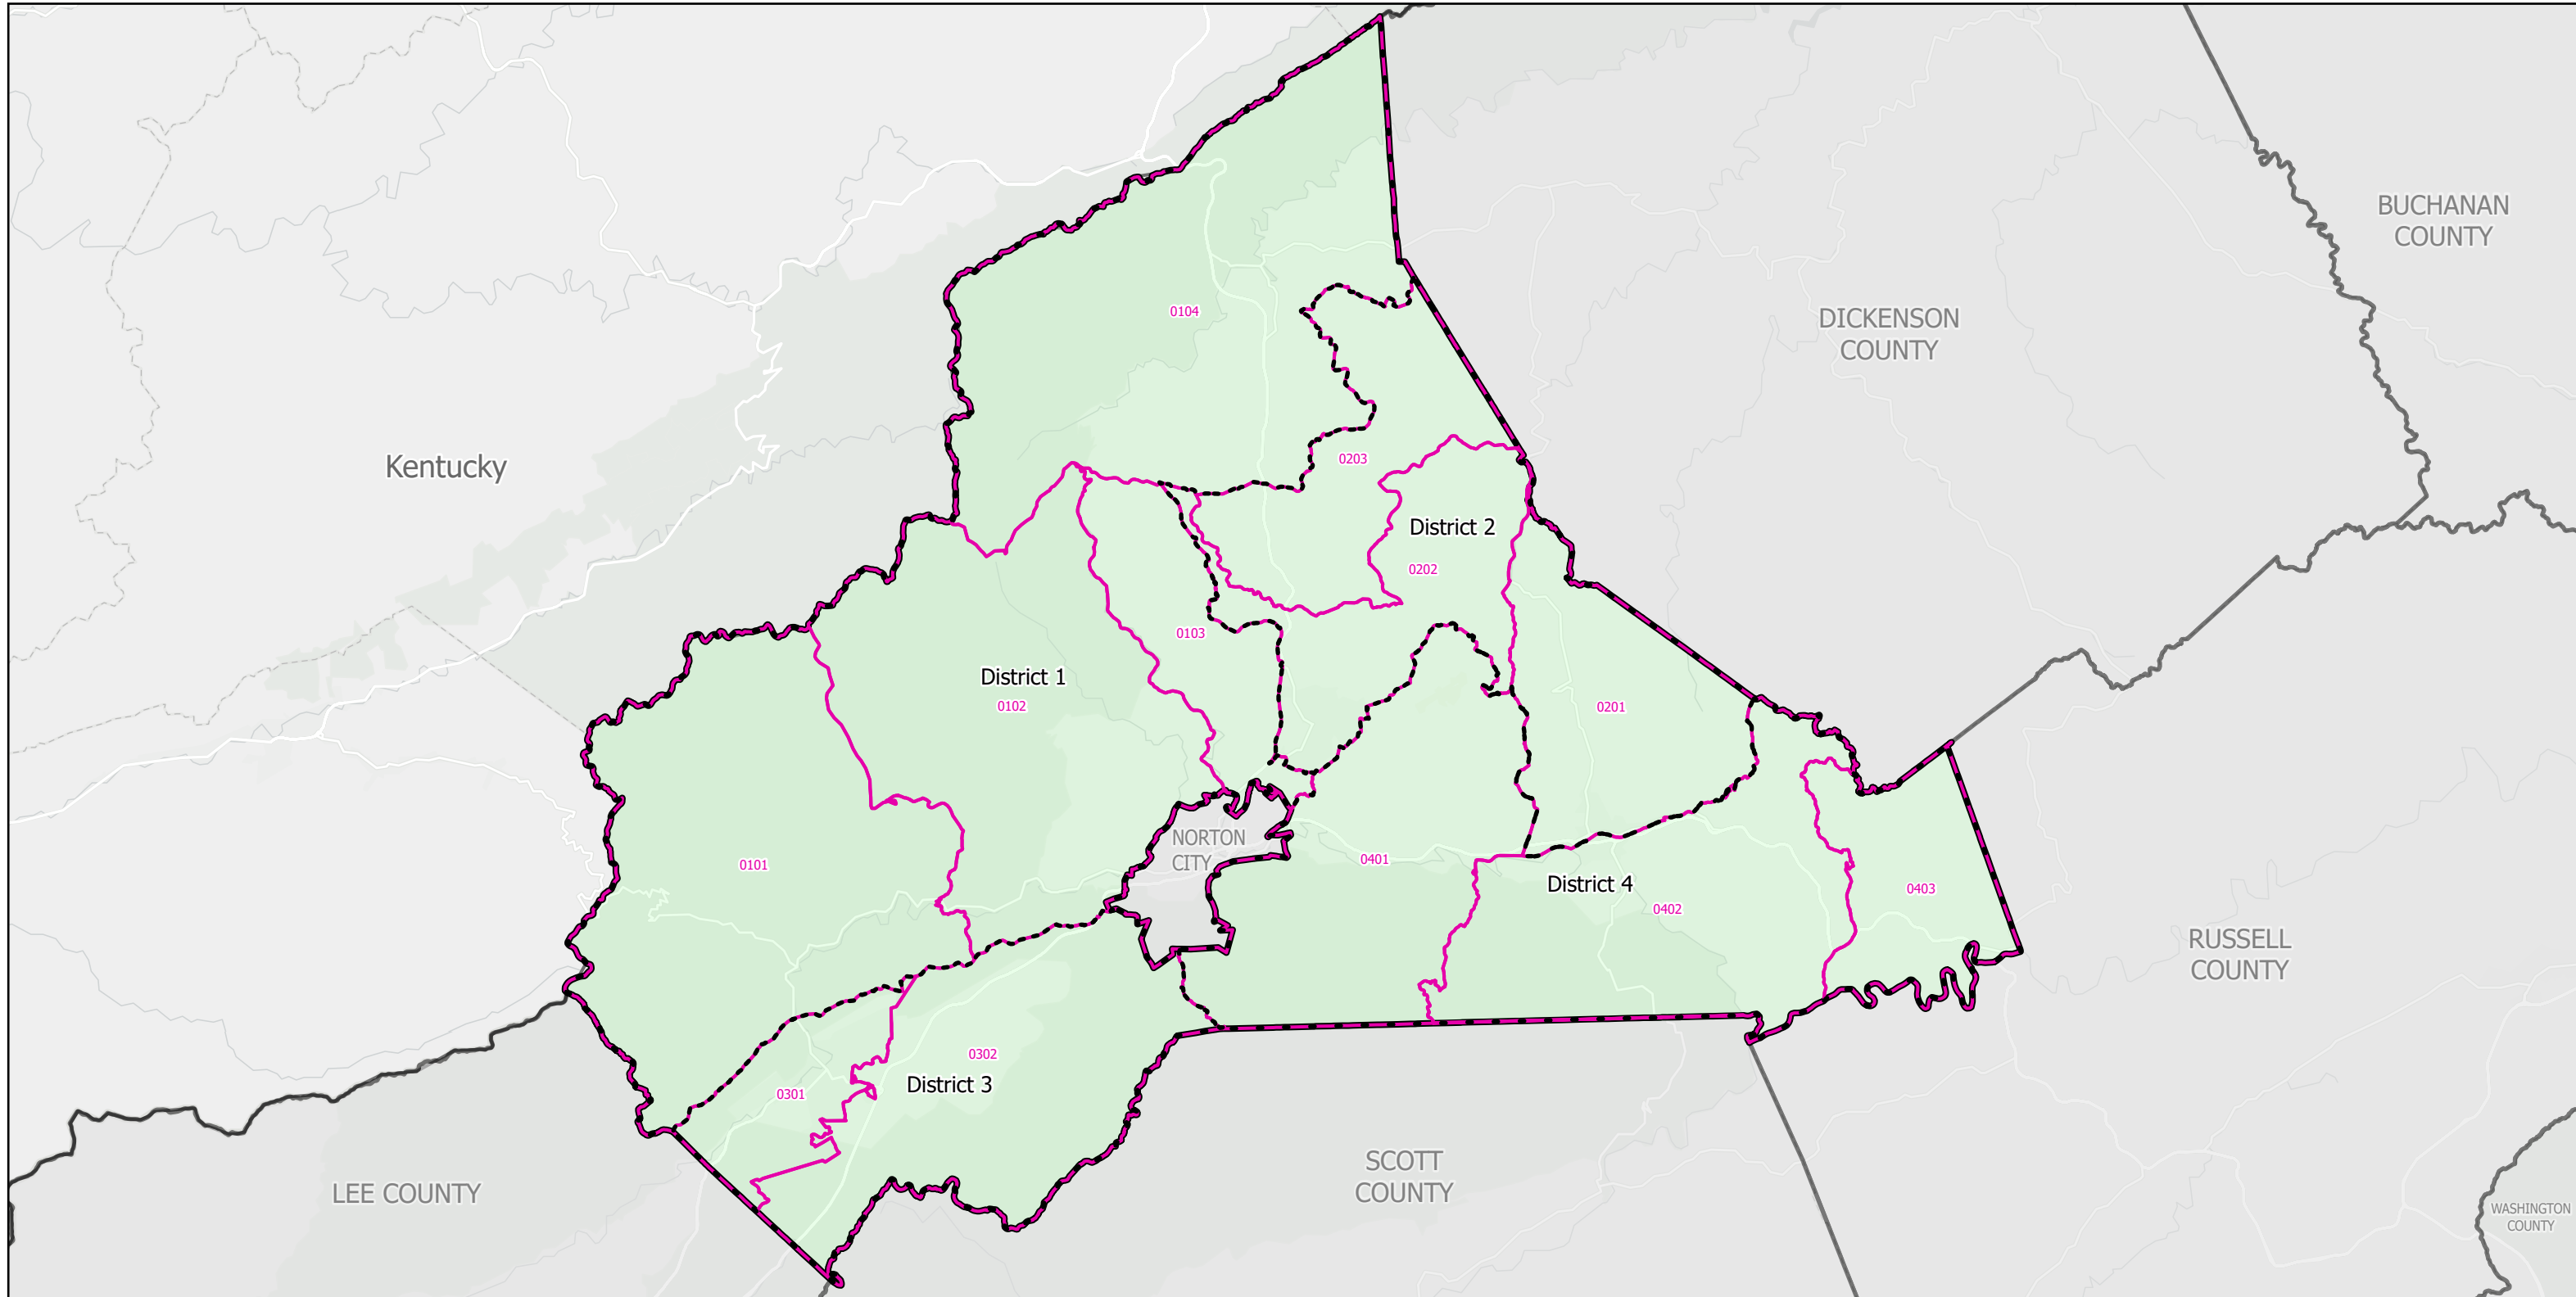 BUCHANAN
COUNTY
0104
DICKENSON
COUNTY
Kentucky
0203
District 2
0202
0103
District 1
0102
0201
NORTON
CITY
0101
0401
District 4
0403
0402
RUSSELL
COUNTY
0302
District 3
0301
SCOTT
COUNTY
LEE COUNTY
WASHINGTON
COUNTY